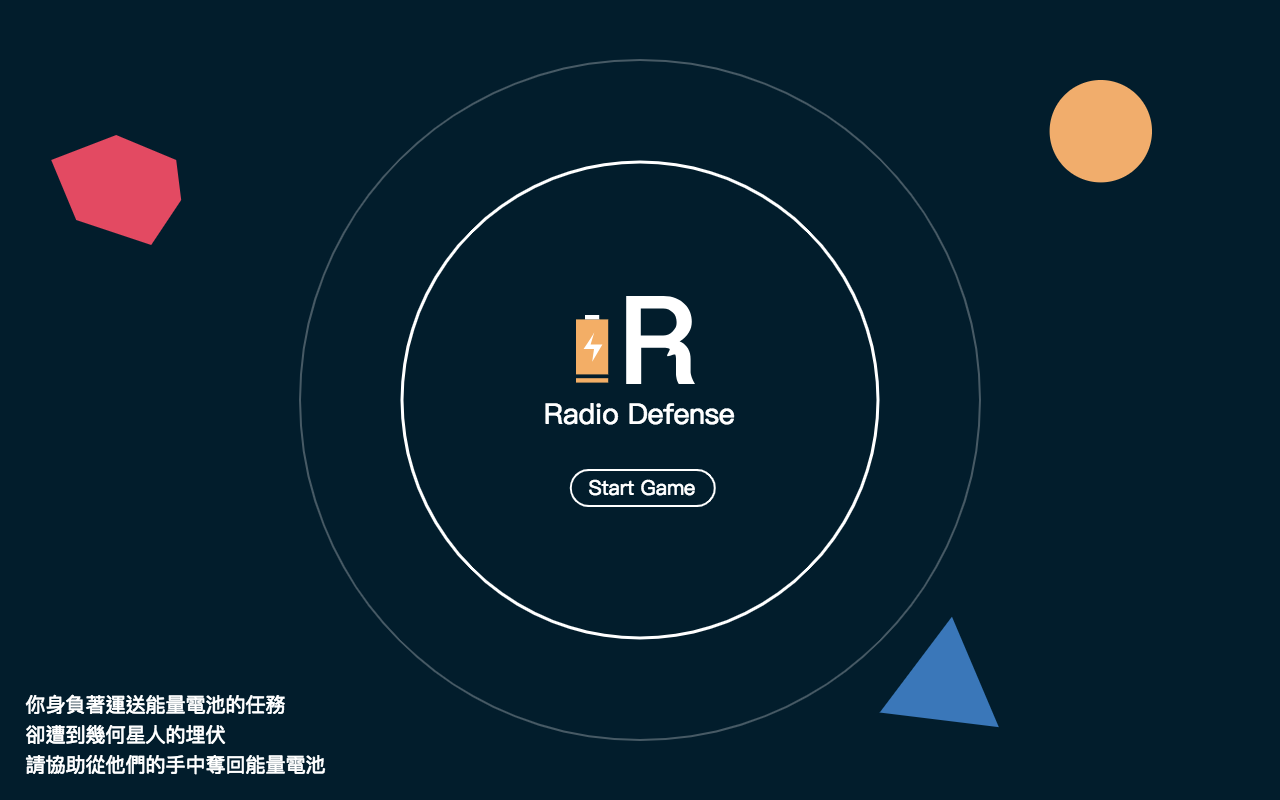 R
Radio Defense
Start Game
你身負著運送能量電池的任務
卻遭到幾何星人的埋伏
請協助從他們的手中奪回能量電池